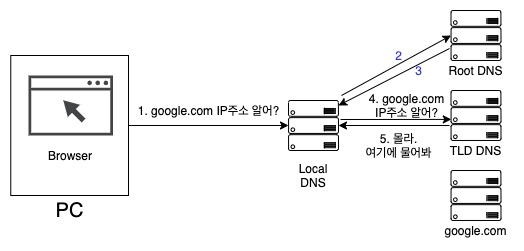 2
3
Root DNS
1. google.com IP주소 알어?
4. google.com
IP주소 알어?
5. 몰라.
여기에 물어봐
TLD DNS
Browser
Local
DNS
PC
google.com